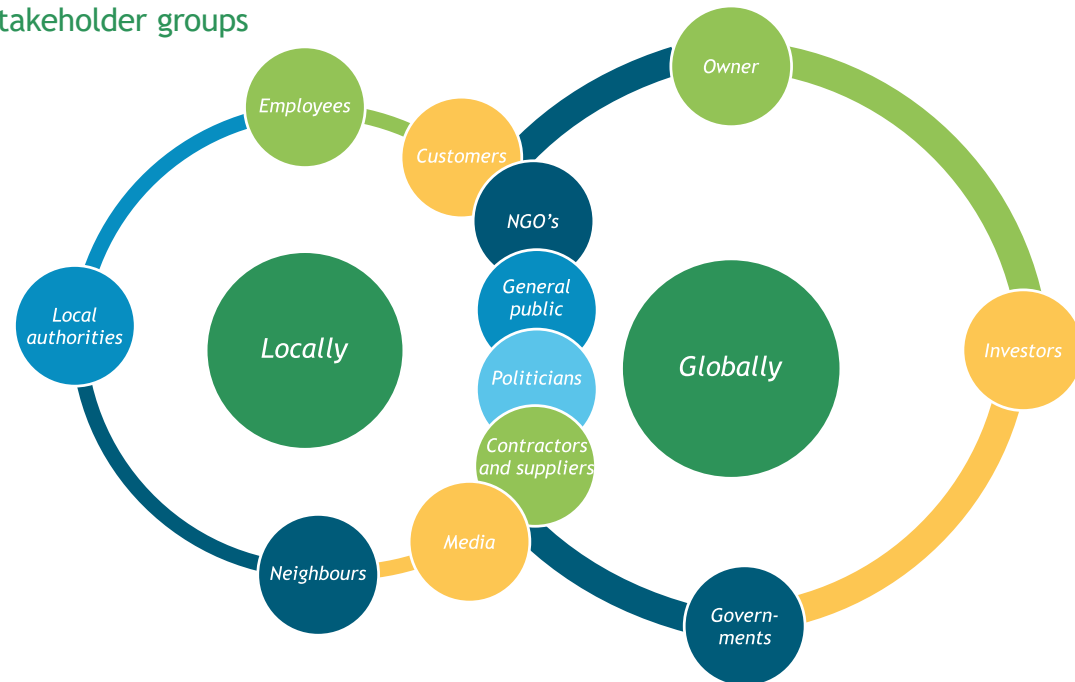 takeholder groups
Owner
Employees
Customers
NGO's
General
public
Local
authorities
Locally
Globally
Investors
Politicians
Contractors
and suppliers
Media
Neighbours
Govern-
ments